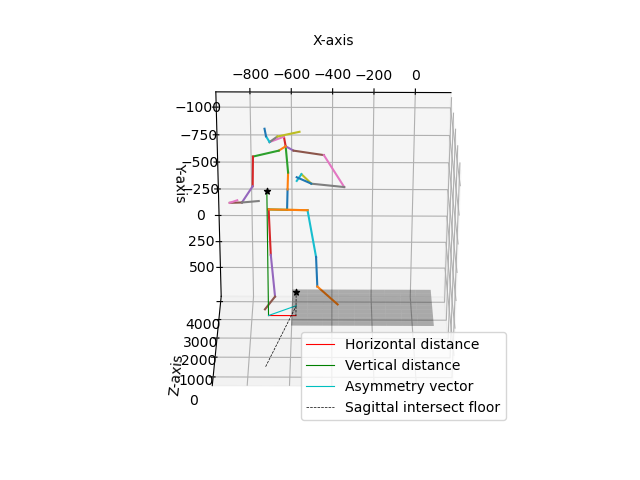 X-axis
−800 −600 −400 −200 0
−1000
−750
−500
Y-axis
−250
0
250
500
4000
3000
2000
1000
0
Z-axis
Horizontal distance
Vertical distance
Asymmetry vector
Sagittal intersect floor